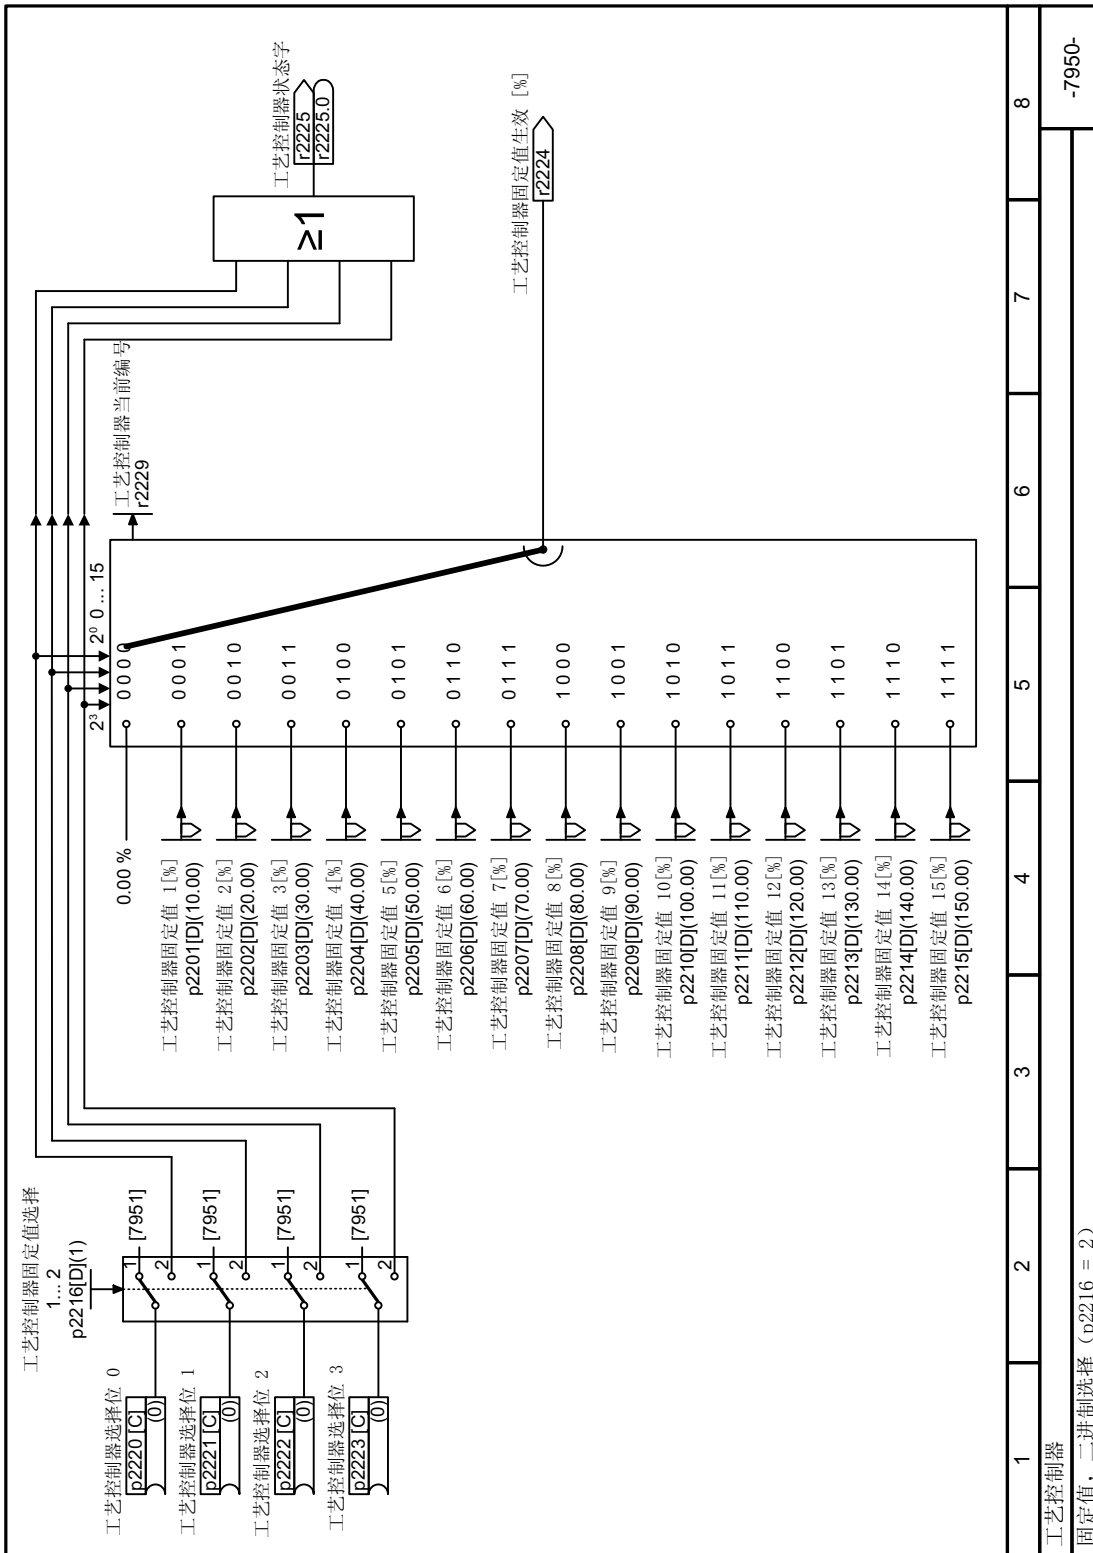 工艺控制器固定值选择
1... 2
p2216[D](1)
工艺控制器选择位 0
p2220 [C]
(0)
1
[7951]
2
工艺控制器选择位 1
p2221 [C]
(0)
1
[7951]
2
工艺控制器选择位 2
p2222 [C]
(0)
1
[7951]
2
工艺控制器选择位 3
p2223 [C]
(0)
1
[7951]
2
0.00 %
工艺控制器固定值 1[%]
p2201[D](10.00)
工艺控制器固定值 2[%]
p2202[D](20.00)
工艺控制器固定值 3[%]
p2203[D](30.00)
工艺控制器固定值 4[%]
p2204[D](40.00)
工艺控制器固定值 5[%]
p2205[D](50.00)
工艺控制器固定值 6[%]
p2206[D](60.00)
工艺控制器固定值 7[%]
p2207[D](70.00)
工艺控制器固定值 8[%]
p2208[D](80.00)
工艺控制器固定值 9[%]
p2209[D](90.00)
工艺控制器固定值 10[%]
p2210[D](100.00)
工艺控制器固定值 11[%]
p2211[D](110.00)
工艺控制器固定值 12[%]
p2212[D](120.00)
工艺控制器固定值 13[%]
p2213[D](130.00)
工艺控制器固定值 14[%]
p2214[D](140.00)
工艺控制器固定值 15[%]
p2215[D](150.00)
2³ 2⁰ 0 ... 15
0 0 0 0
0 0 0 1
0 0 1 0
0 0 1 1
0 1 0 0
0 1 0 1
0 1 1 0
0 1 1 1
1 0 0 0
1 0 0 1
1 0 1 0
1 0 1 1
1 1 0 0
1 1 0 1
1 1 1 0
1 1 1 1
工艺控制器当前编号
r2229
≥1
工艺控制器状态字
r2225
r2225.0
工艺控制器固定值生效 [%]
r2224
1 2 3 4 5 6 7 8
工艺控制器
固定值，二进制选择（p2216 = 2）
-7950-